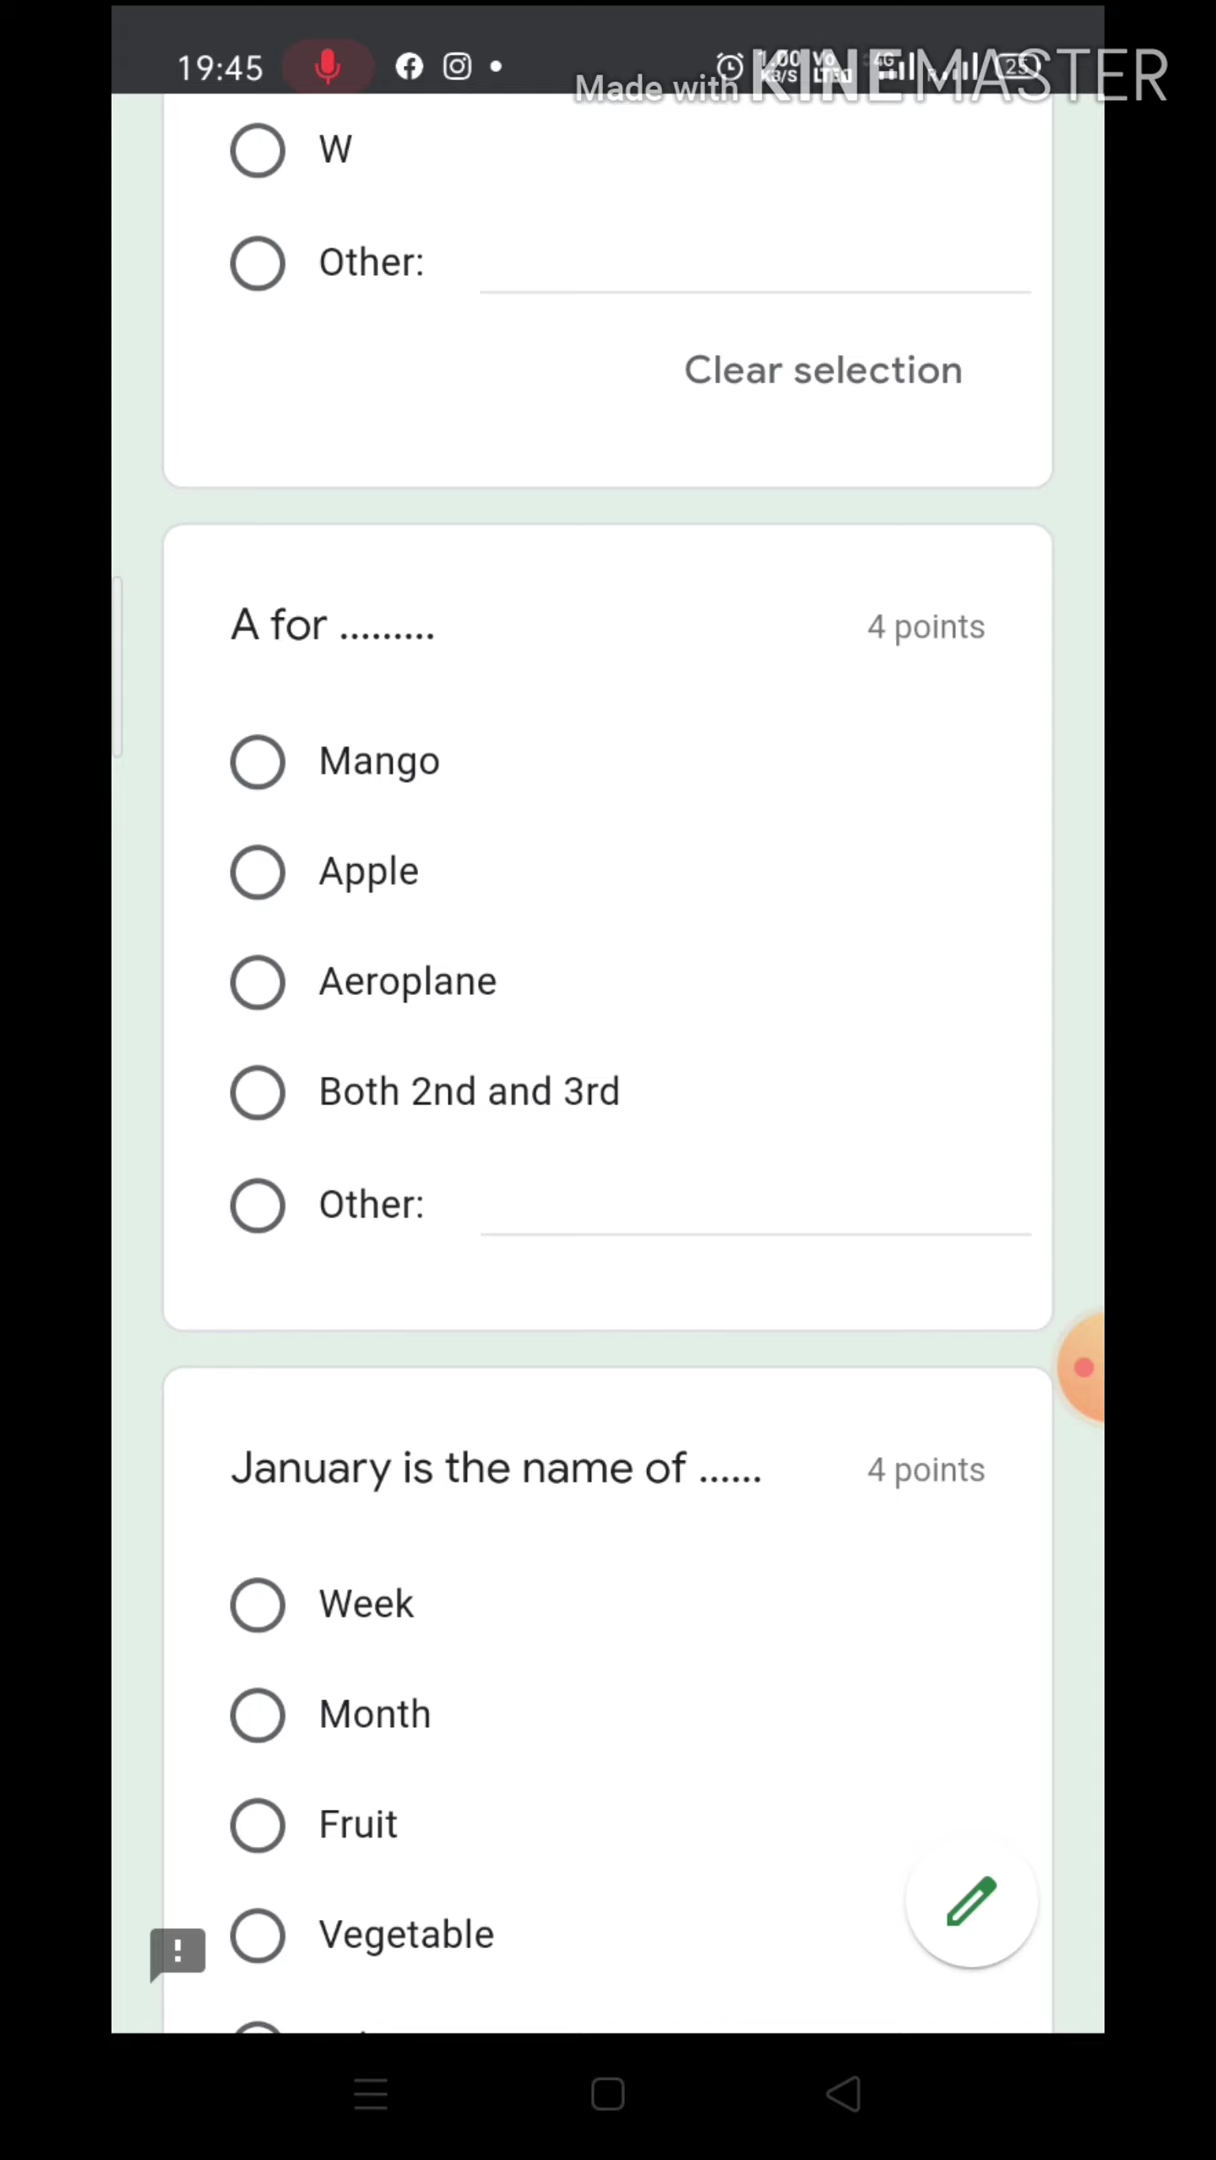 19:45
Made with KINEMASTER
W
Other:
Clear selection
A for .........
4 points
Mango
Apple
Aeroplane
Both 2nd and 3rd
Other:
January is the name of ......
4 points
Week
Month
Fruit
Vegetable